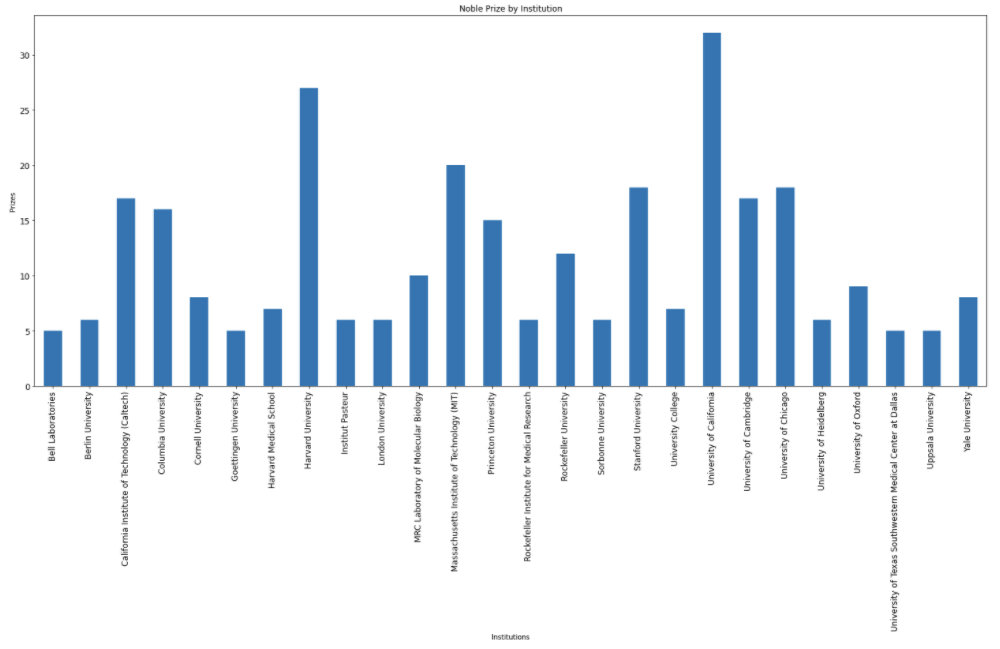 Noble Prize by Institution
30
25
20
15
10
5
0
Prizes
Bell Laboratories
Berlin University
California Institute of Technology (Caltech)
Columbia University
Cornell University
Goettingen University
Harvard Medical School
Harvard University
Institut Pasteur
London University
MRC Laboratory of Molecular Biology
Massachusetts Institute of Technology (MIT)
Princeton University
Rockefeller Institute for Medical Research
Rockefeller University
Sorbonne University
Stanford University
University College
University of California
University of Cambridge
University of Chicago
University of Heidelberg
University of Oxford
University of Texas Southwestern Medical Center at Dallas
Uppsala University
Yale University
Institutions